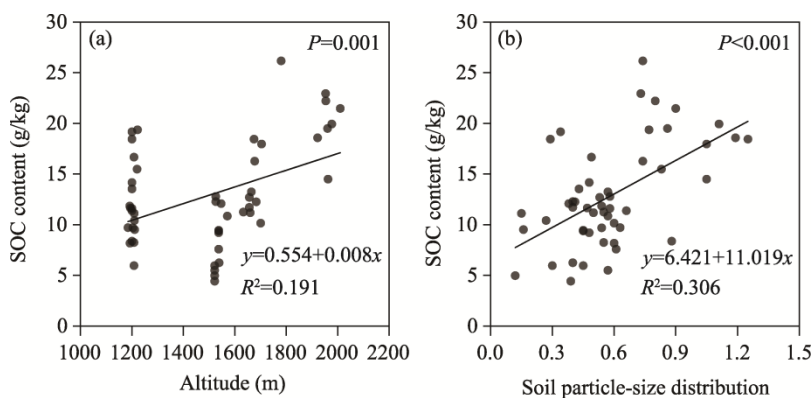 (a)
P=0.001
SOC content (g/kg)
30
25
20
15
10
5
0
y=0.554+0.008x
R²=0.191
1000 1200 1400 1600 1800 2000 2200
Altitude (m)
(b)
P<0.001
SOC content (g/kg)
30
25
20
15
10
5
0
y=6.421+11.019x
R²=0.306
0.0 0.3 0.6 0.9 1.2 1.5
Soil particle-size distribution